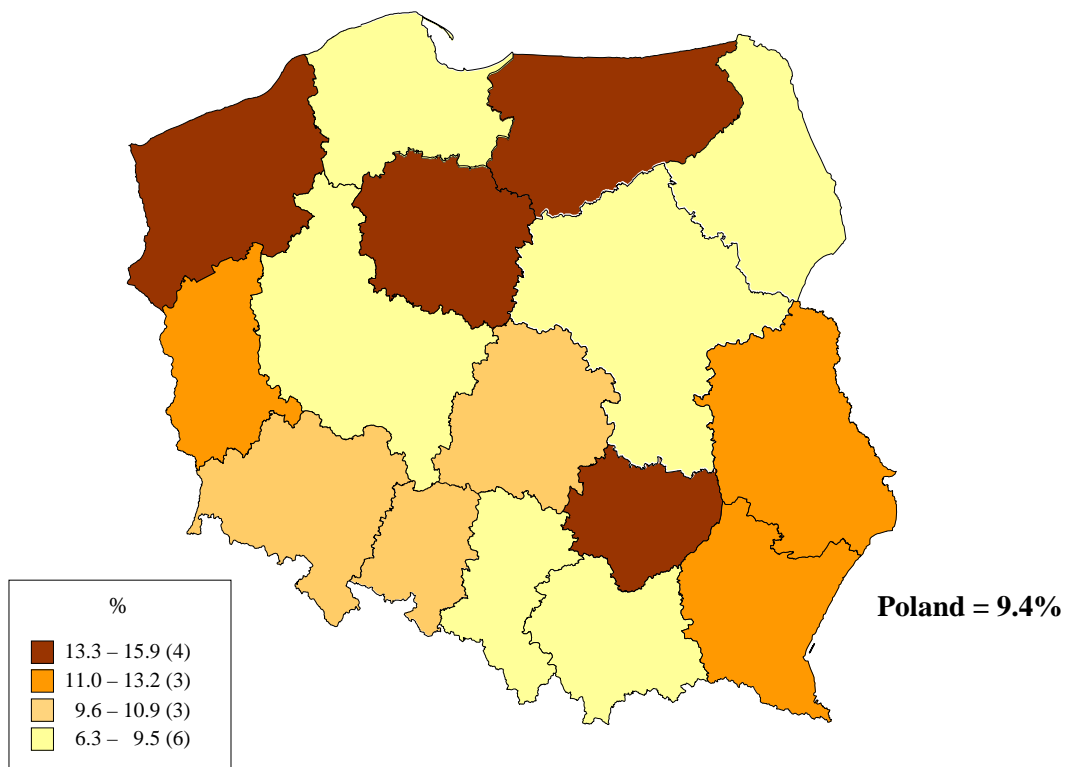 %
13.3 – 15.9 (4)
11.0 – 13.2 (3)
9.6 – 10.9 (3)
6.3 – 9.5 (6)
Poland = 9.4%